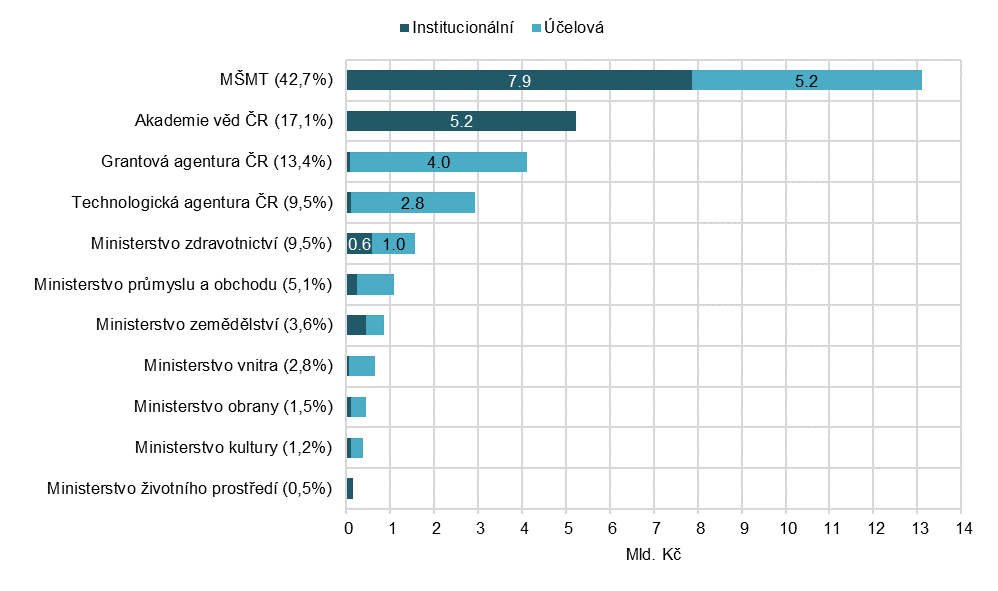 Institucionální Účelová
MŠMT (42,7%) 7.9 5.2
Akademie věd ČR (17,1%) 5.2
Grantová agentura ČR (13,4%) 4.0
Technologická agentura ČR (9,5%) 2.8
Ministerstvo zdravotnictví (9,5%) 0.6 1.0
Ministerstvo průmyslu a obchodu (5,1%)
Ministerstvo zemědělství (3,6%)
Ministerstvo vnitra (2,8%)
Ministerstvo obrany (1,5%)
Ministerstvo kultury (1,2%)
Ministerstvo životního prostředí (0,5%)
0 1 2 3 4 5 6 7 8 9 10 11 12 13 14
Mld. Kč